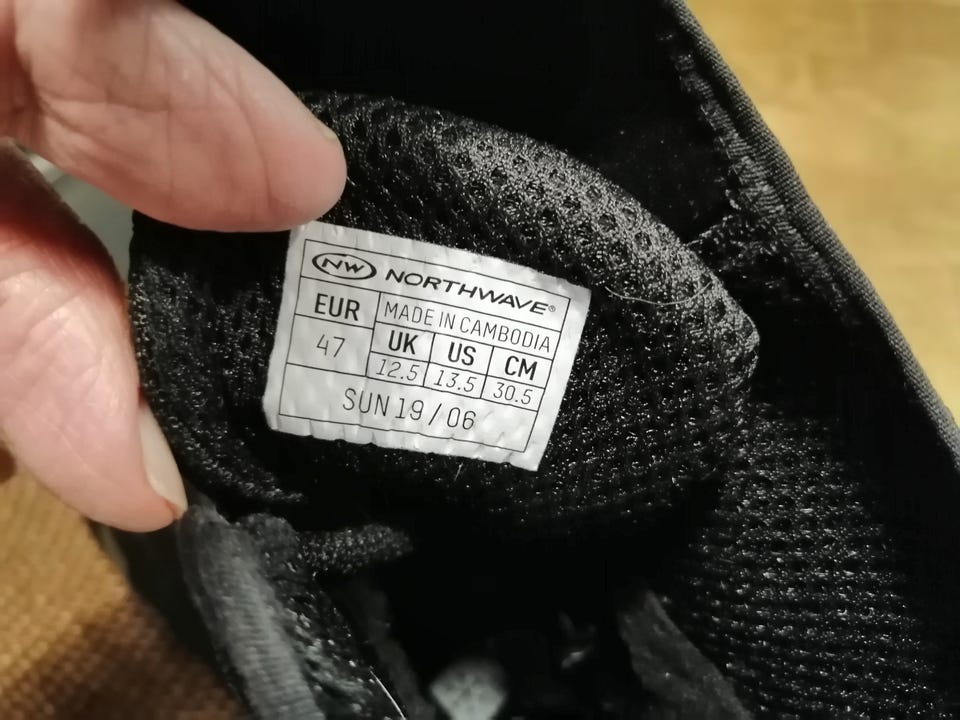 NW NORTHWAVE®
EUR MADE IN CAMBODIA
47 UK US CM
12.5 13.5 30.5
SUN 19/06